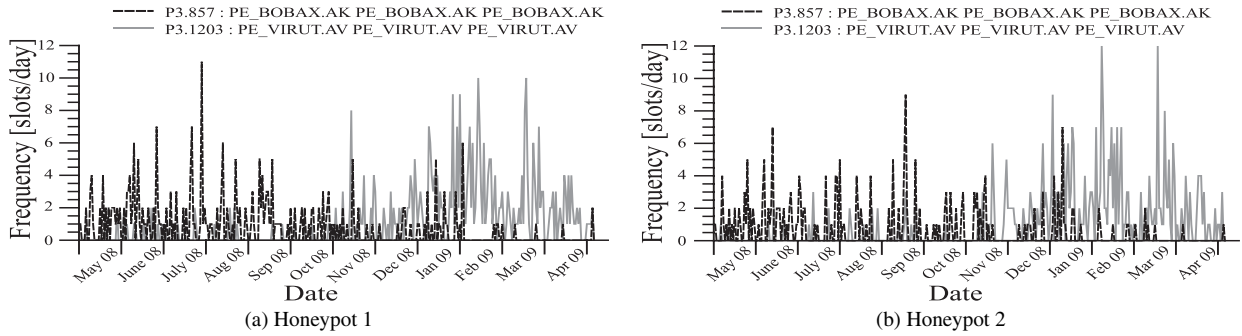 P3.857 : PE_BOBAX.AK PE_BOBAX.AK PE_BOBAX.AK
P3.1203 : PE_VIRUT.AV PE_VIRUT.AV PE_VIRUT.AV
Frequency [slots/day]
12
10
8
6
4
2
0
May 08 June 08 July 08 Aug 08 Sep 08 Oct 08 Nov 08 Dec 08 Jan 09 Feb 09 Mar 09 Apr 09
Date
(a) Honeypot 1
P3.857 : PE_BOBAX.AK PE_BOBAX.AK PE_BOBAX.AK
P3.1203 : PE_VIRUT.AV PE_VIRUT.AV PE_VIRUT.AV
Frequency [slots/day]
12
10
8
6
4
2
0
May 08 June 08 July 08 Aug 08 Sep 08 Oct 08 Nov 08 Dec 08 Jan 09 Feb 09 Mar 09 Apr 09
Date
(b) Honeypot 2